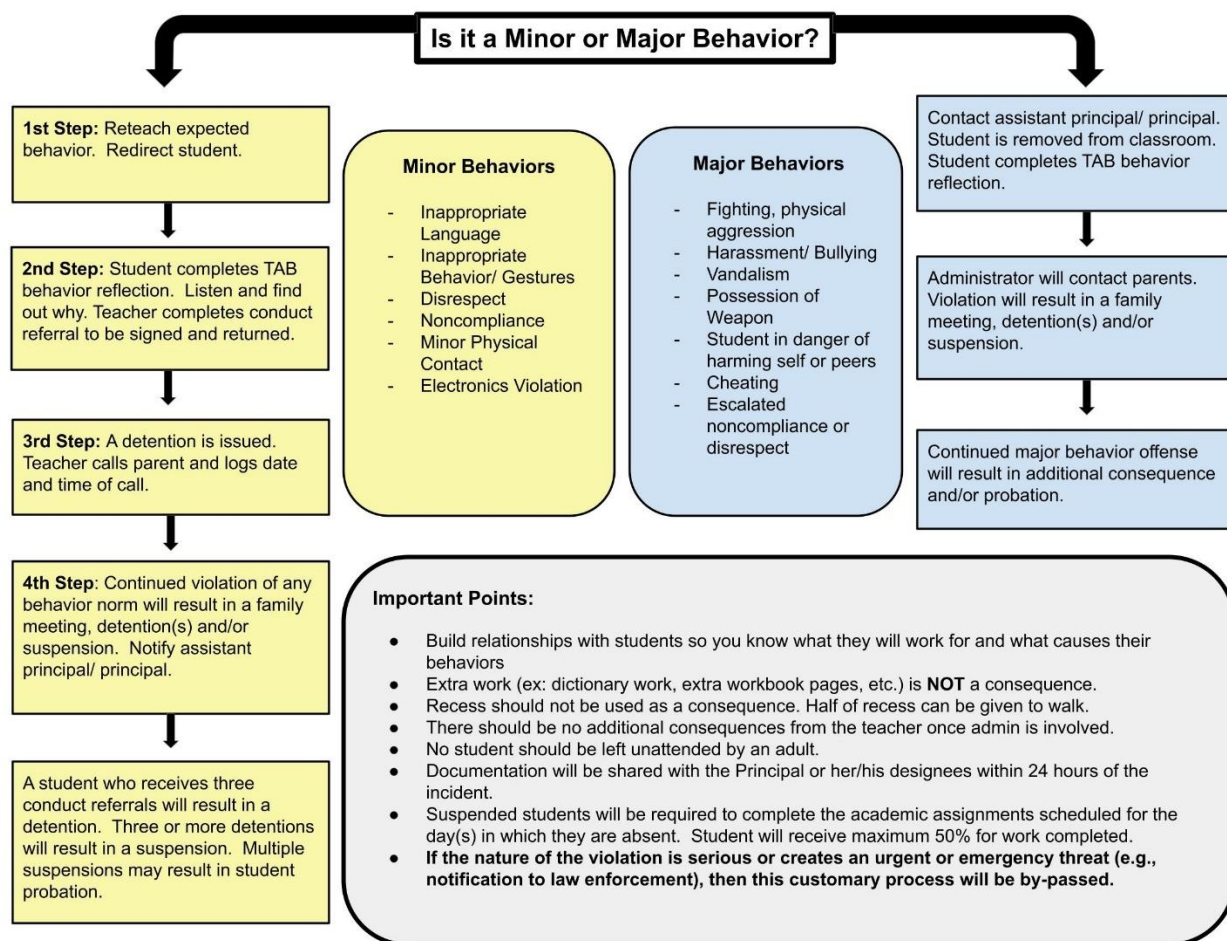 Is it a Minor or Major Behavior?
1st Step: Reteach expected
behavior. Redirect student.
2nd Step: Student completes TAB
behavior reflection. Listen and find
out why. Teacher completes conduct
referral to be signed and returned.
3rd Step: A detention is issued.
Teacher calls parent and logs date
and time of call.
4th Step: Continued violation of any
behavior norm will result in a family
meeting, detention(s) and/or
suspension. Notify assistant
principal/ principal.
A student who receives three
conduct referrals will result in a
detention. Three or more detentions
will result in a suspension. Multiple
suspensions may result in student
probation.
Minor Behaviors
- Inappropriate
Language
- Inappropriate
Behavior/ Gestures
- Disrespect
- Noncompliance
- Minor Physical
Contact
- Electronics Violation
Major Behaviors
- Fighting, physical
aggression
- Harassment/ Bullying
- Vandalism
- Possession of
Weapon
- Student in danger of
harming self or peers
- Cheating
- Escalated
noncompliance or
disrespect
Contact assistant principal/ principal.
Student is removed from classroom.
Student completes TAB behavior
reflection.
Administrator will contact parents.
Violation will result in a family
meeting, detention(s) and/or
suspension.
Continued major behavior offense
will result in additional consequence
and/or probation.
Important Points:
● Build relationships with students so you know what they will work for and what causes their
behaviors
● Extra work (ex: dictionary work, extra workbook pages, etc.) is NOT a consequence.
● Recess should not be used as a consequence. Half of recess can be given to walk.
● There should be no additional consequences from the teacher once admin is involved.
● No student should be left unattended by an adult.
● Documentation will be shared with the Principal or her/his designees within 24 hours of the
incident.
● Suspended students will be required to complete the academic assignments scheduled for the
day(s) in which they are absent. Student will receive maximum 50% for work completed.
● If the nature of the violation is serious or creates an urgent or emergency threat (e.g.,
notification to law enforcement), then this customary process will be by-passed.